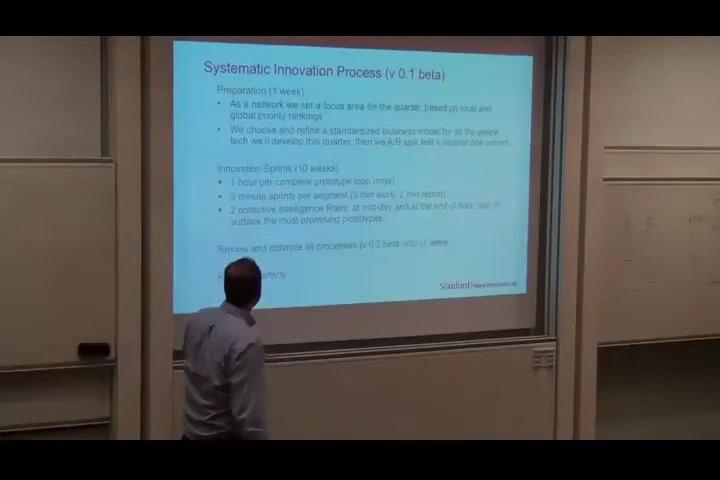 Systematic Innovation Process (v 0.1 beta)
Preparation (1 week)
• As a network we set a focus area for the quarter, based on local and
global priority rankings
• We choose and refine a standardized business model for all the peace
tech we'll develop this quarter, then we A/B split test it against one variant
Innovation Sprints (10 weeks)
• 1 hour per complete prototype loop (max)
• 5 minute sprints per segment (3 min work, 2 min report)
• 2 collective intelligence filters: at mid-day and at the end of each day to
surface the most promising prototypes
Review and optimize all processes (v 0.2 beta, etc) (1 week)
Stanford